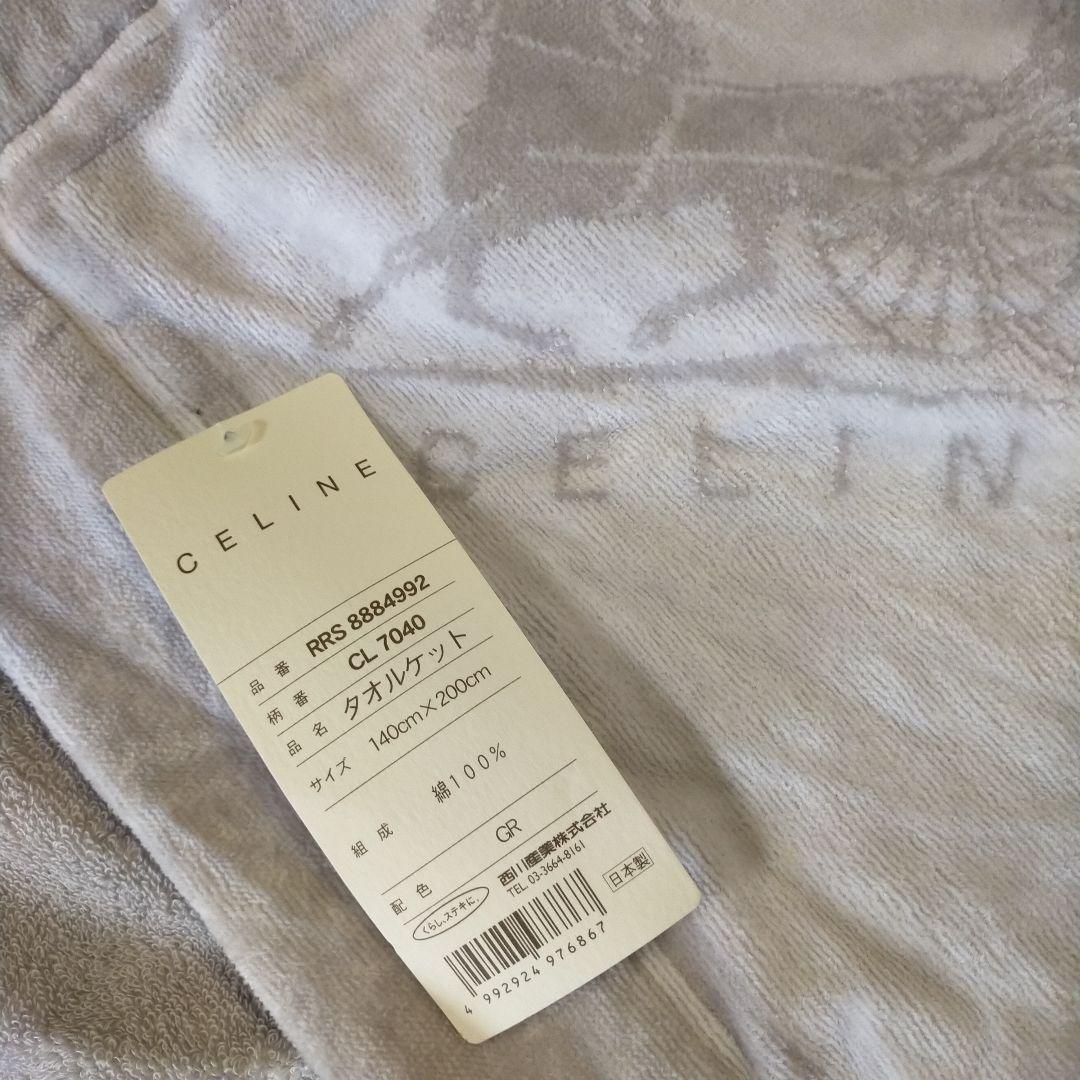 CELIN
CELINE
品番 RRS 8884992
柄番 CL 7040
品名 タオルケット
サイズ 140cm×200cm
組成 綿100%
配色 GR
くらし、ステキに。
西川産業株式会社
TEL 03-3664-8161
日本製
4 992924 976867